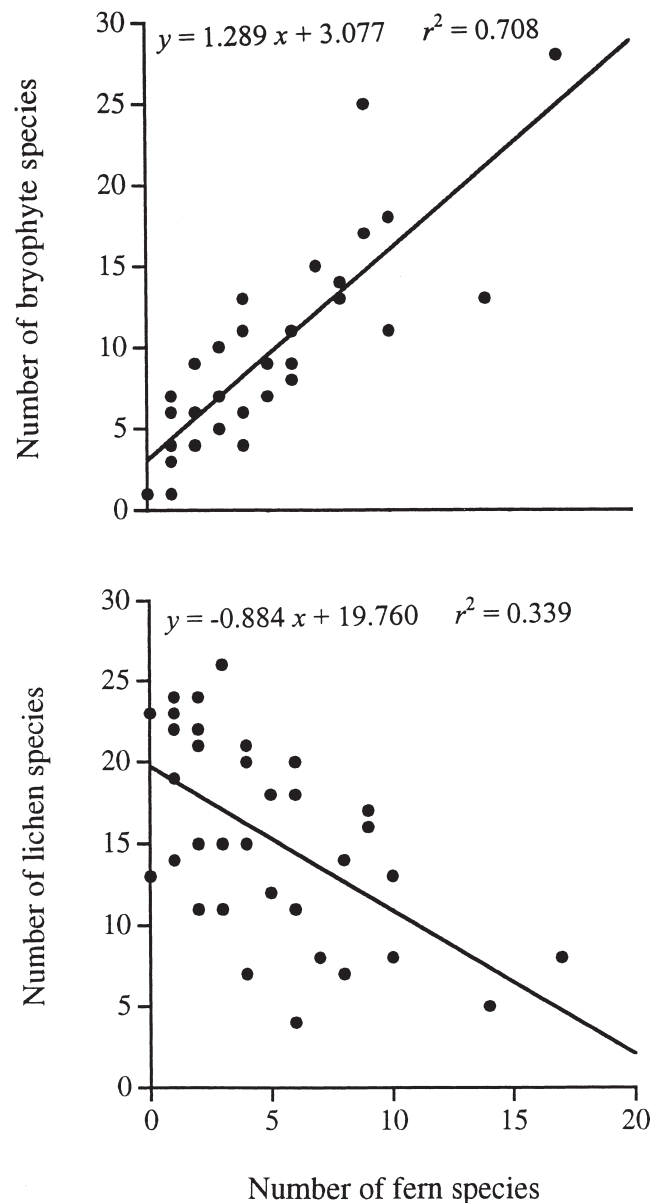 y = 1.289 x + 3.077 r² = 0.708
30
25
20
15
10
5
0
Number of bryophyte species
y = -0.884 x + 19.760 r² = 0.339
30
25
20
15
10
5
0
Number of lichen species
0 5 10 15 20
Number of fern species